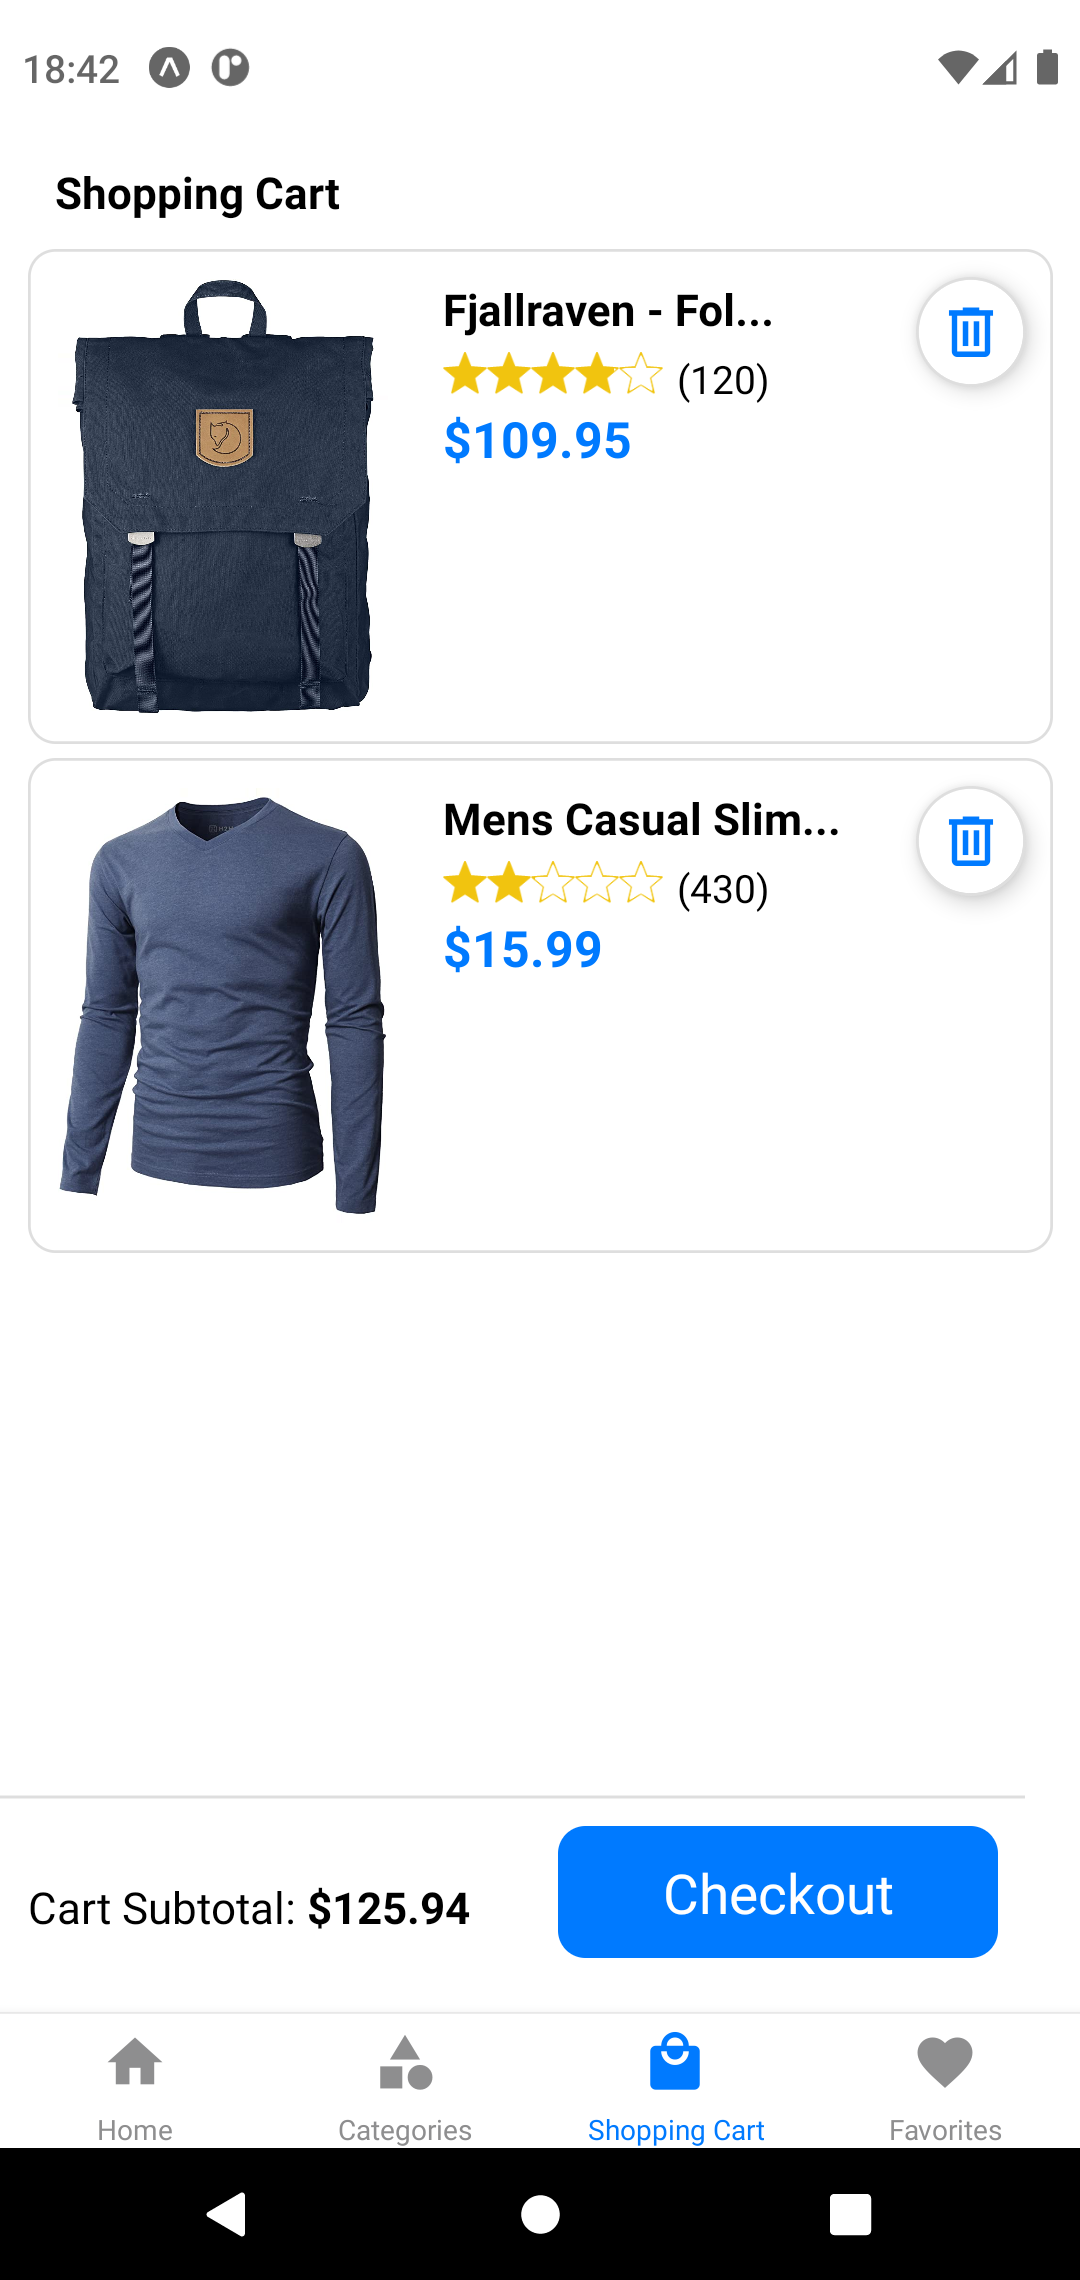 18:42
Shopping Cart
Fjallraven - Fol...
(120)
$109.95
Mens Casual Slim...
(430)
$15.99
Cart Subtotal: $125.94
Checkout
Home
Categories
Shopping Cart
Favorites